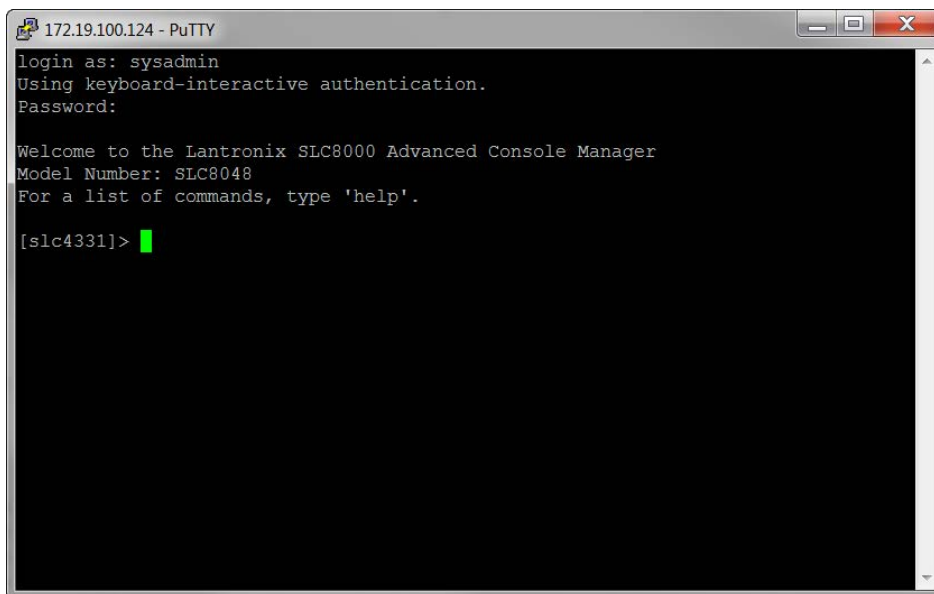 172.19.100.124 - PuTTY
login as: sysadmin
Using keyboard-interactive authentication.
Password:
Welcome to the Lantronix SLC8000 Advanced Console Manager
Model Number: SLC8048
For a list of commands, type 'help'.
[slc4331]>